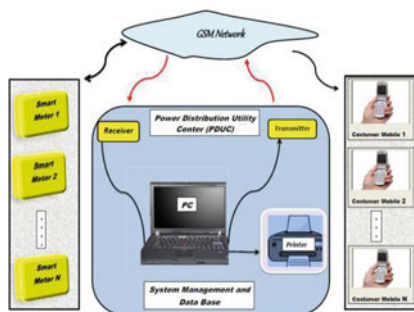 GSM Network
Smart
Meter 1
Smart
Meter 2
Smart
Meter N
Power Distribution Utility
Center (PDUC)
Receiver
Transmitter
PC
Printer
System Management and
Data Base
Costumer Mobile 1
Costumer Mobile 2
Costumer Mobile N